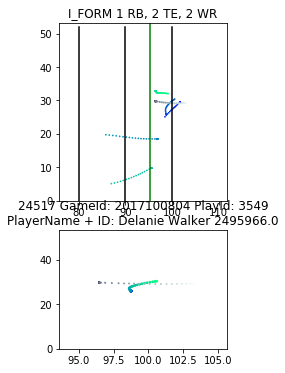 I_FORM 1 RB, 2 TE, 2 WR
50
40
30
20
10
0
80 90 100 110
24517 GameId: 2017100804 PlayId: 3549
PlayerName + ID: Delanie Walker 2495966.0
40
20
0
95.0 97.5 100.0 102.5 105.0